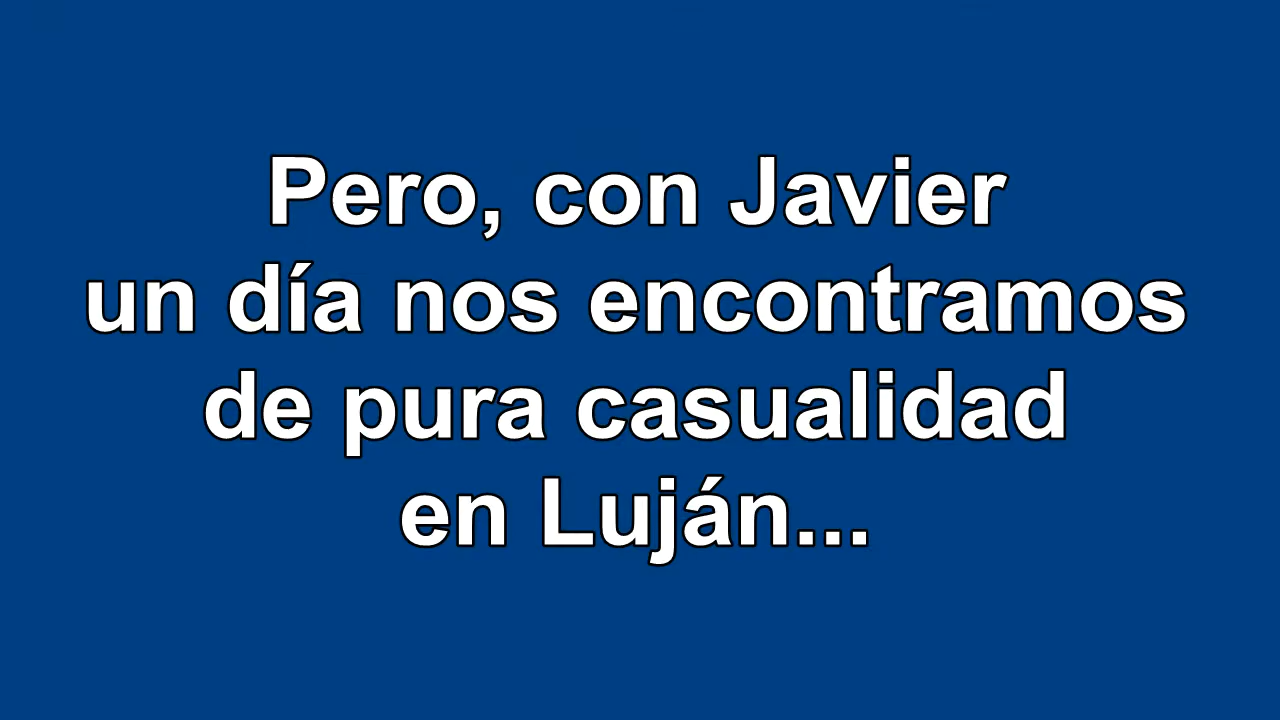 Pero, con Javier
un día nos encontramos
de pura casualidad
en Luján...